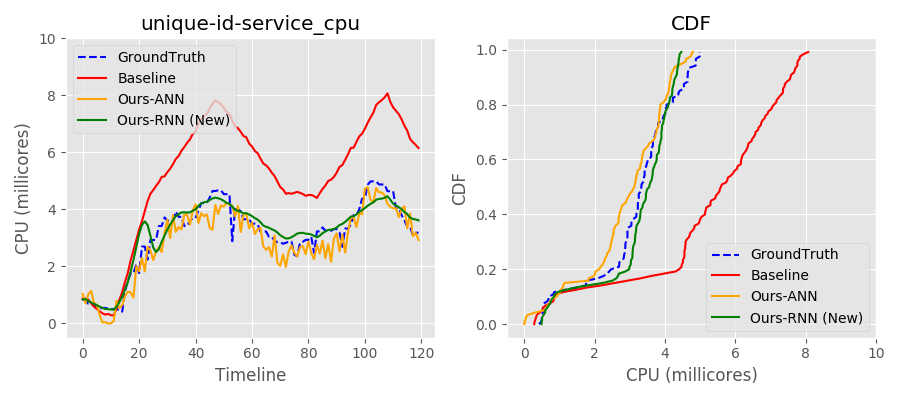 unique-id-service_cpu
CPU (millicores)
10
8
6
4
2
0
GroundTruth
Baseline
Ours-ANN
Ours-RNN (New)
0 20 40 60 80 100 120
Timeline
CDF
CDF
1.0
0.8
0.6
0.4
0.2
0.0
GroundTruth
Baseline
Ours-ANN
Ours-RNN (New)
0 2 4 6 8 10
CPU (millicores)